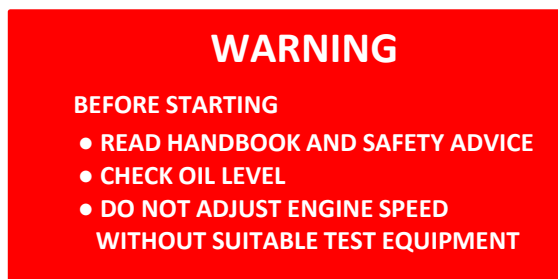 WARNING
BEFORE STARTING
● READ HANDBOOK AND SAFETY ADVICE
● CHECK OIL LEVEL
● DO NOT ADJUST ENGINE SPEED
WITHOUT SUITABLE TEST EQUIPMENT